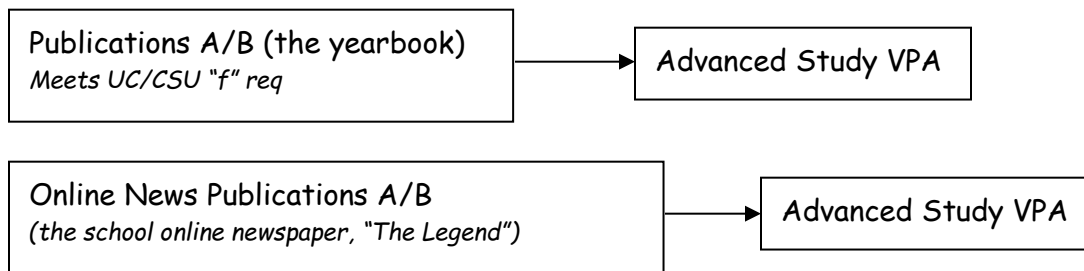 Publications A/B (the yearbook)
Meets UC/CSU “f” req
Advanced Study VPA
Online News Publications A/B
(the school online newspaper, “The Legend”)
Advanced Study VPA